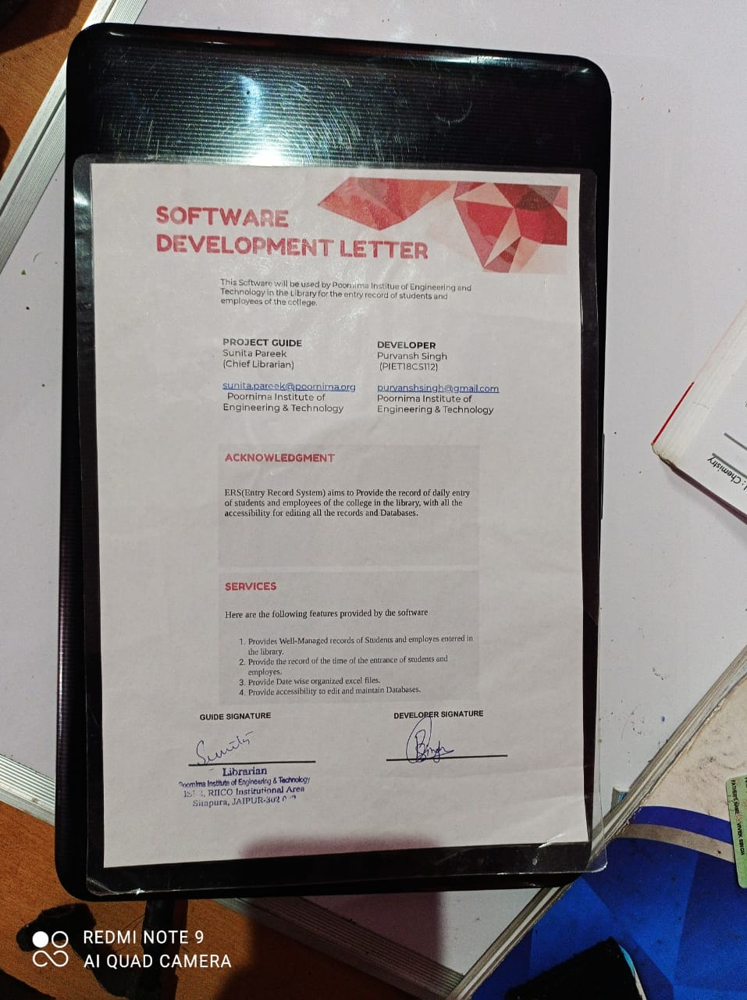 SOFTWARE
DEVELOPMENT LETTER
This Software will be used by Poornima Institue of Engineering and
Technology in the Library for the entry record of students and
employees of the college.
PROJECT GUIDE
Sunita Pareek
(Chief Librarian)
sunita.pareek@poornima.org
Poornima Institute of
Engineering & Technology
DEVELOPER
Purvansh Singh
(PIET18CS112)
purvanshsingh@gmail.com
Poornima Institute of
Engineering & Technology
ACKNOWLEDGMENT
ERS(Entry Record System) aims to Provide the record of daily entry
of students and employees of the college in the library, with all the
accessibility for editing all the records and Databases.
SERVICES
Here are the following features provided by the software
1. Provides Well-Managed records of Students and employes entered in
the library.
2. Provide the record of the time of the entrance of students and
employes.
3. Provide Date wise organized excel files.
4. Provide accessibility to edit and maintain Databases.
GUIDE SIGNATURE
Sunita
Librarian
Poornima Institute of Engineering & Technology
RIICO Institutional Area
Sitapura, JAIPUR-302
DEVELOPER SIGNATURE
Singh
: Chemistry
FATHER'S NAME : VIVEK SINGH
REDMI NOTE 9
AI QUAD CAMERA